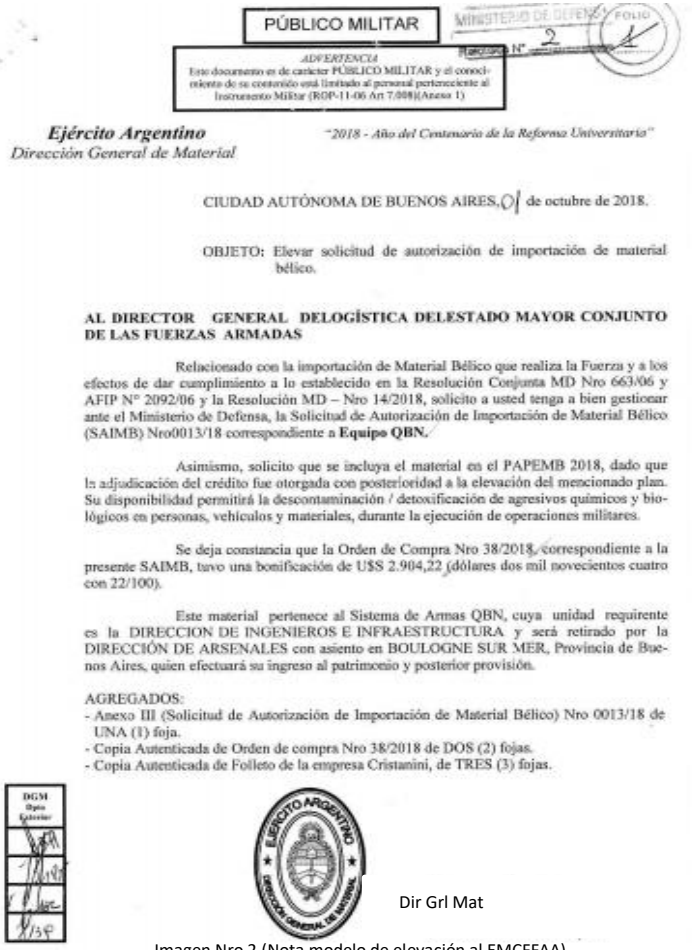 PÚBLICO MILITAR
MINISTERIO DE DEFENSA
FOLIO
Nº 2
1
ADVERTENCIA
Este documento es de carácter PÚBLICO MILITAR y el conoci-
miento de su contenido está limitado al personal perteneciente al
Instrumento Militar (ROP-11-06 Art 7.008)(Anexo 1)
Ejército Argentino
Dirección General de Material
"2018 - Año del Centenario de la Reforma Universitaria"
CIUDAD AUTÓNOMA DE BUENOS AIRES, 01 de octubre de 2018.
OBJETO: Elevar solicitud de autorización de importación de material
bélico.
AL DIRECTOR GENERAL DELOGÍSTICA DELESTADO MAYOR CONJUNTO
DE LAS FUERZAS ARMADAS
Relacionado con la importación de Material Bélico que realiza la Fuerza y a los
efectos de dar cumplimiento a lo establecido en la Resolución Conjunta MD Nro 663/06 y
AFIP N° 2092/06 y la Resolución MD – Nro 14/2018, solicito a usted tenga a bien gestionar
ante el Ministerio de Defensa, la Solicitud de Autorización de Importación de Material Bélico
(SAIMB) Nro0013/18 correspondiente a Equipo QBN.
Asimismo, solicito que se incluya el material en el PAPEMB 2018, dado que
la adjudicación del crédito fue otorgada con posterioridad a la elevación del mencionado plan.
Su disponibilidad permitirá la descontaminación / detoxificación de agresivos químicos y bio-
lógicos en personas, vehículos y materiales, durante la ejecución de operaciones militares.
Se deja constancia que la Orden de Compra Nro 38/2018, correspondiente a la
presente SAIMB, tuvo una bonificación de U$S 2.904,22 (dólares dos mil novecientos cuatro
con 22/100).
Este material pertenece al Sistema de Armas QBN, cuya unidad requirente
es la DIRECCION DE INGENIEROS E INFRAESTRUCTURA y será retirado por la
DIRECCIÓN DE ARSENALES con asiento en BOULOGNE SUR MER, Provincia de Bue-
nos Aires, quien efectuará su ingreso al patrimonio y posterior provisión.
AGREGADOS:
- Anexo III (Solicitud de Autorización de Importación de Material Bélico) Nro 0013/18 de
UNA (1) foja.
- Copia Autenticada de Orden de compra Nro 38/2018 de DOS (2) fojas.
- Copia Autenticada de Folleto de la empresa Cristanini, de TRES (3) fojas.
DGM
Dpto
Exterior
EJERCITO ARGENTINO
DIRECCIÓN GENERAL DE MATERIAL
Dir Grl Mat
Imagen Nro 2 (Nota modelo de elevación al EMCFFAA)